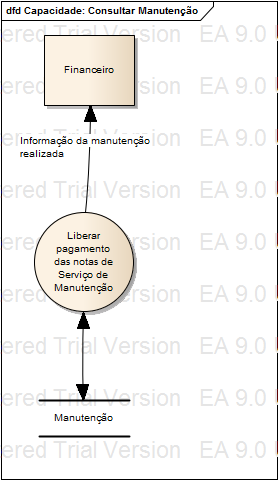 dfd Capacidade: Consultar Manutenção
ered Trial Version EA 9.0 U
Financeiro
ered Trial Version EA 9.0 U
Informação da manutenção
realizada
ered Trial Version EA 9.0 U
Liberar
pagamento
das notas de
Serviço de
Manutenção
ered Trial Version EA 9.0 U
ered Trial Version EA 9.0 U
ered Trial Version EA 9.0 U
Manutenção
ered Trial Version EA 9.0 U